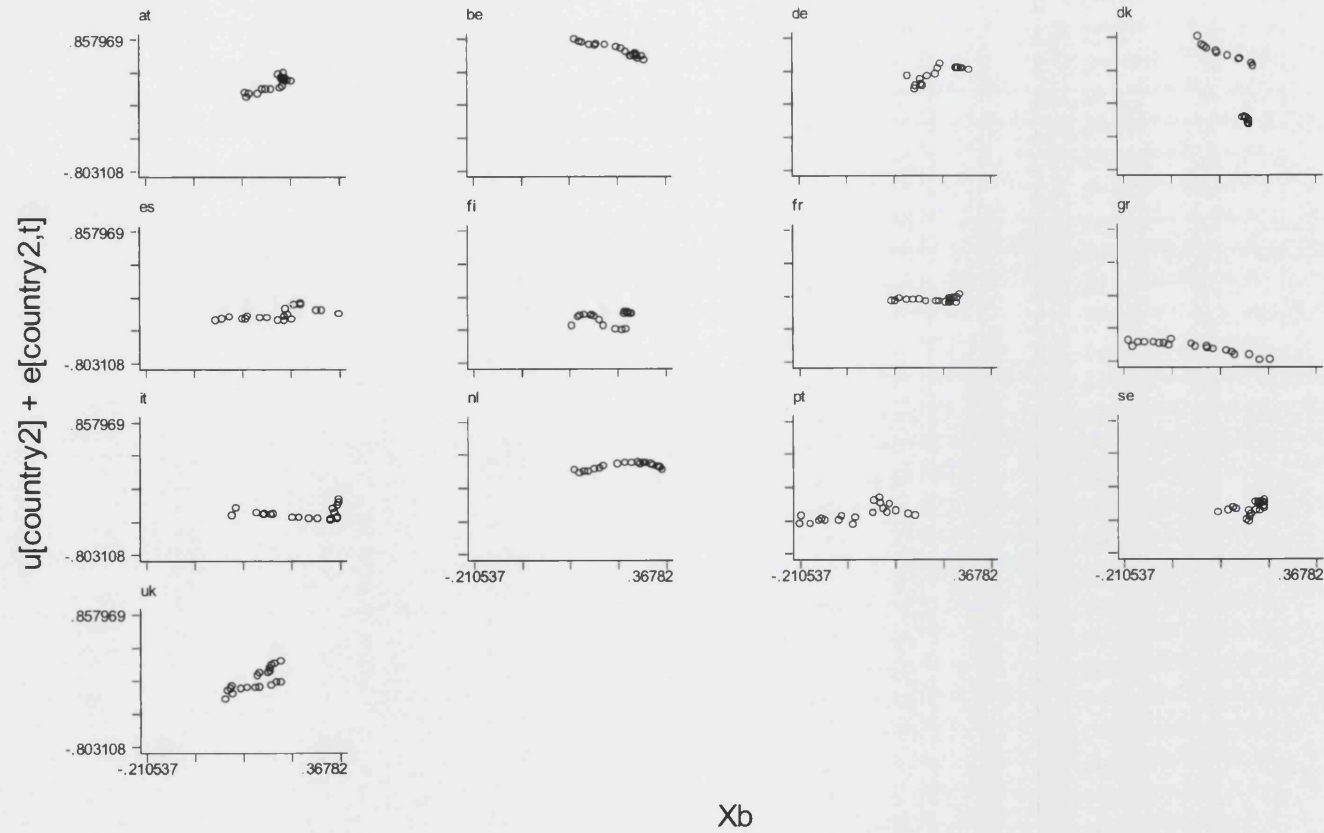 at be de dk
.857969
-.803108
es fi fr gr
.857969
-.803108
it nl pt se
.857969
-.803108
-.210537 .36782 -.210537 .36782 -.210537 .36782
uk
.857969
-.803108
-.210537 .36782
u[country2] + e[country2,t]
Xb